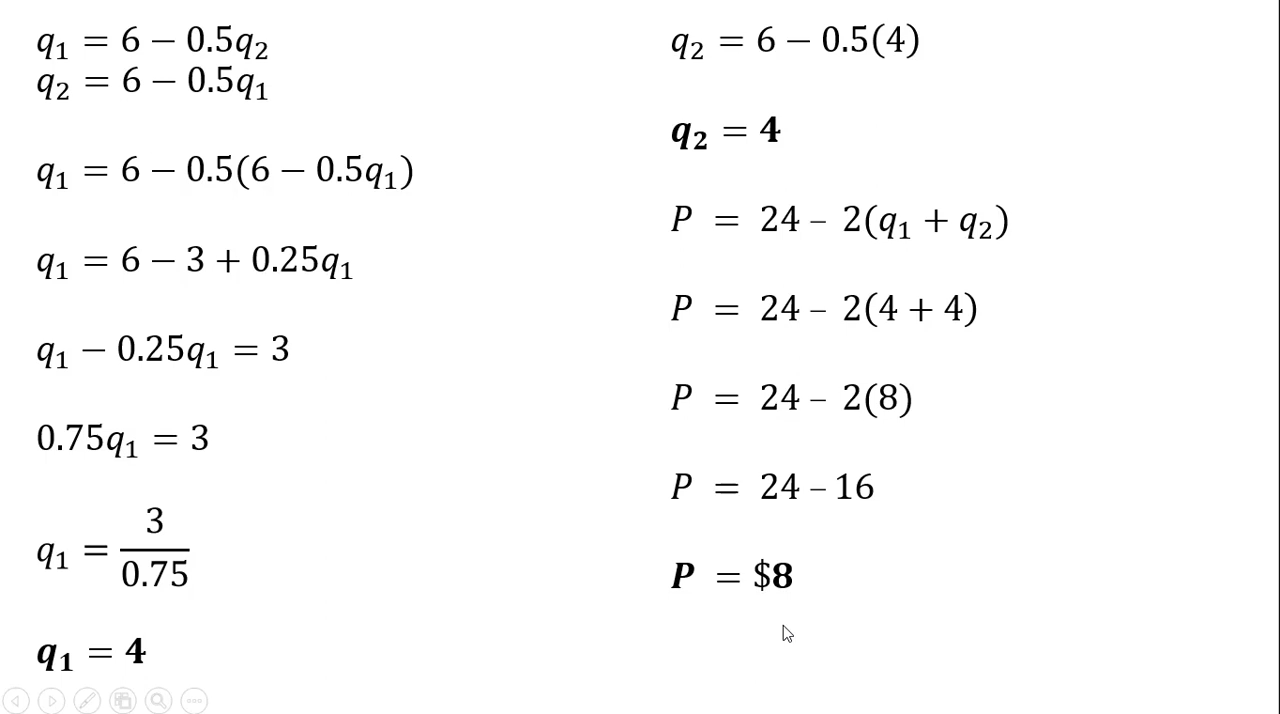 q₁ = 6 − 0.5q₂
q₂ = 6 − 0.5q₁
q₁ = 6 − 0.5(6 − 0.5q₁)
q₁ = 6 − 3 + 0.25q₁
q₁ − 0.25q₁ = 3
0.75q₁ = 3
q₁ = 3/0.75
q₁ = 4
q₂ = 6 − 0.5(4)
q₂ = 4
P = 24 – 2(q₁ + q₂)
P = 24 – 2(4 + 4)
P = 24 – 2(8)
P = 24 – 16
P = $8